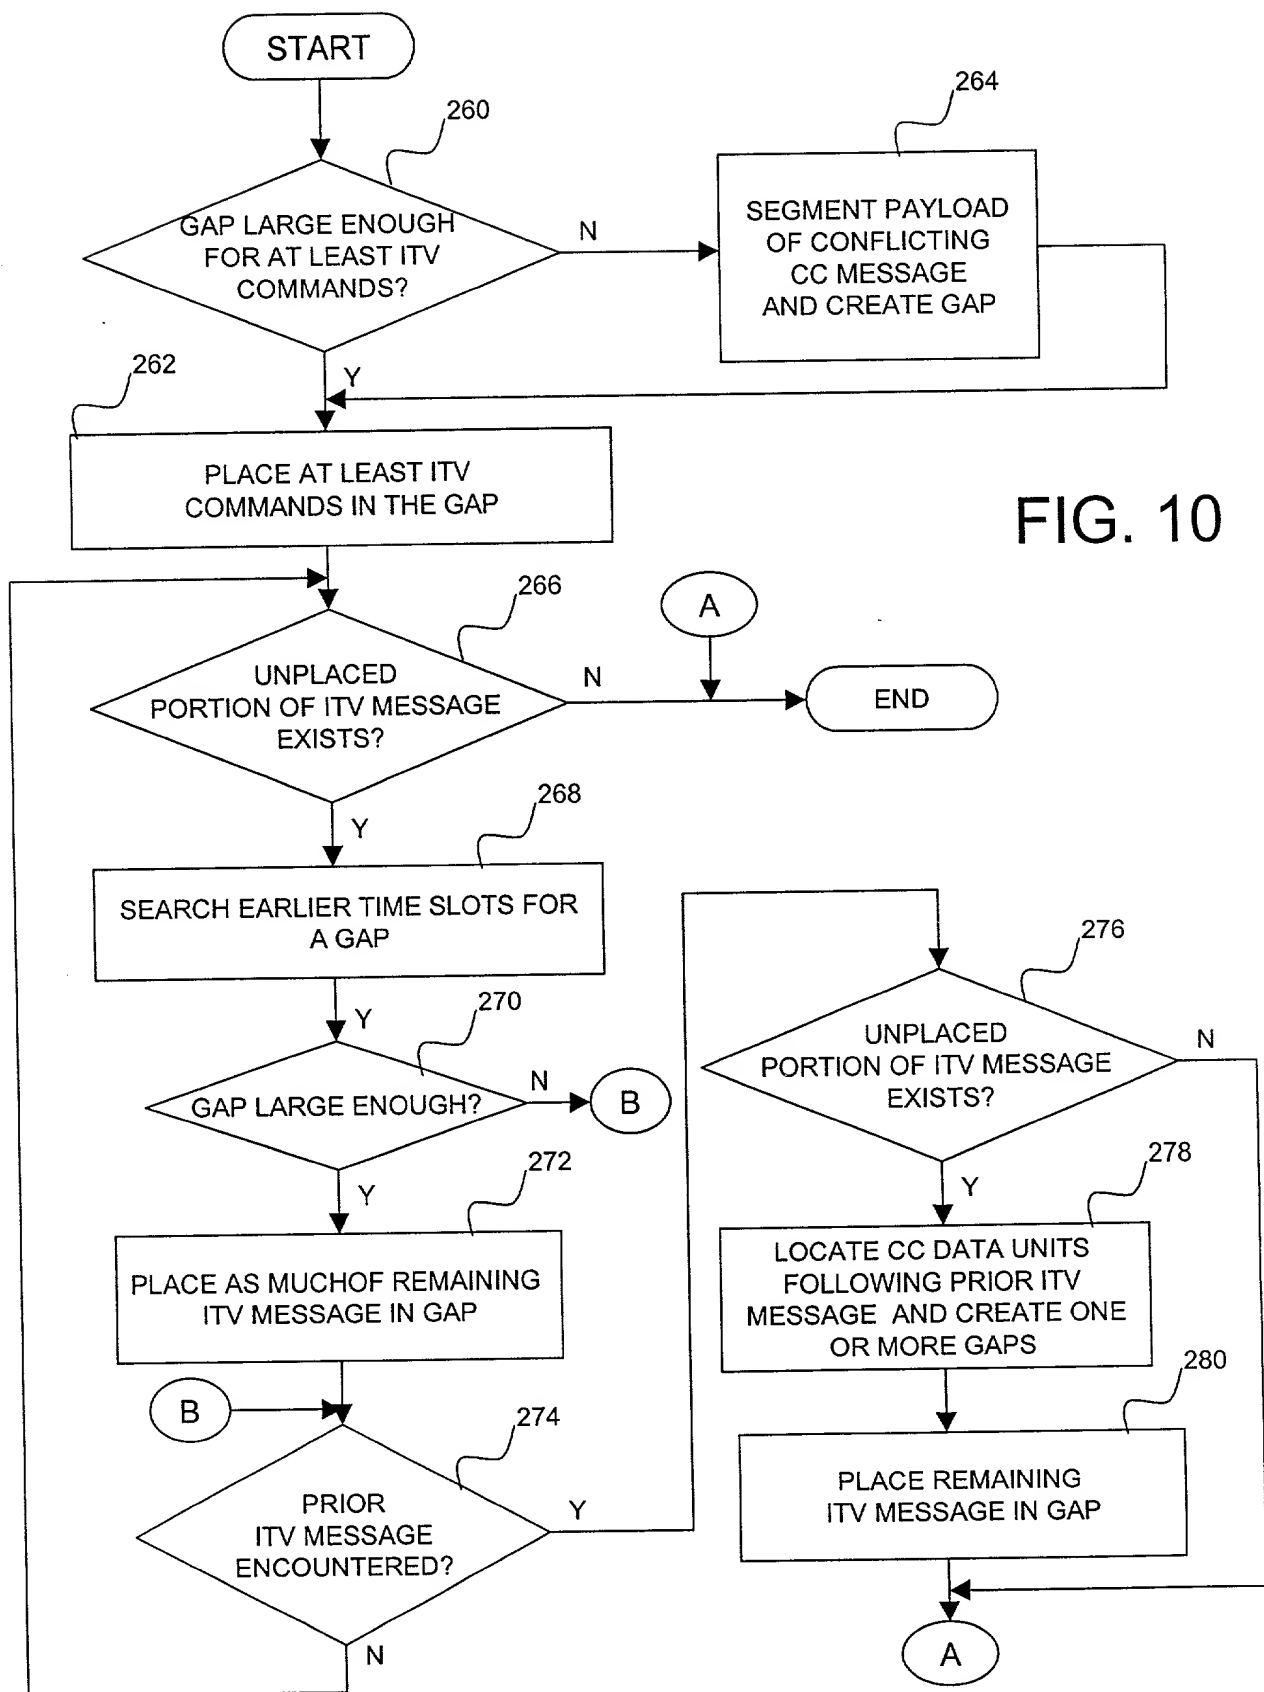 START
260
264
GAP LARGE ENOUGH
FOR AT LEAST ITV
COMMANDS?
N
SEGMENT PAYLOAD
OF CONFLICTING
CC MESSAGE
AND CREATE GAP
Y
262
PLACE AT LEAST ITV
COMMANDS IN THE GAP
FIG. 10
266
A
UNPLACED
PORTION OF ITV MESSAGE
EXISTS?
N
END
Y
268
SEARCH EARLIER TIME SLOTS FOR
A GAP
Y
270
GAP LARGE ENOUGH?
N
B
Y
272
PLACE AS MUCHOF REMAINING
ITV MESSAGE IN GAP
B
274
PRIOR
ITV MESSAGE
ENCOUNTERED?
Y
N
276
UNPLACED
PORTION OF ITV MESSAGE
EXISTS?
N
Y
278
LOCATE CC DATA UNITS
FOLLOWING PRIOR ITV
MESSAGE AND CREATE ONE
OR MORE GAPS
280
PLACE REMAINING
ITV MESSAGE IN GAP
A